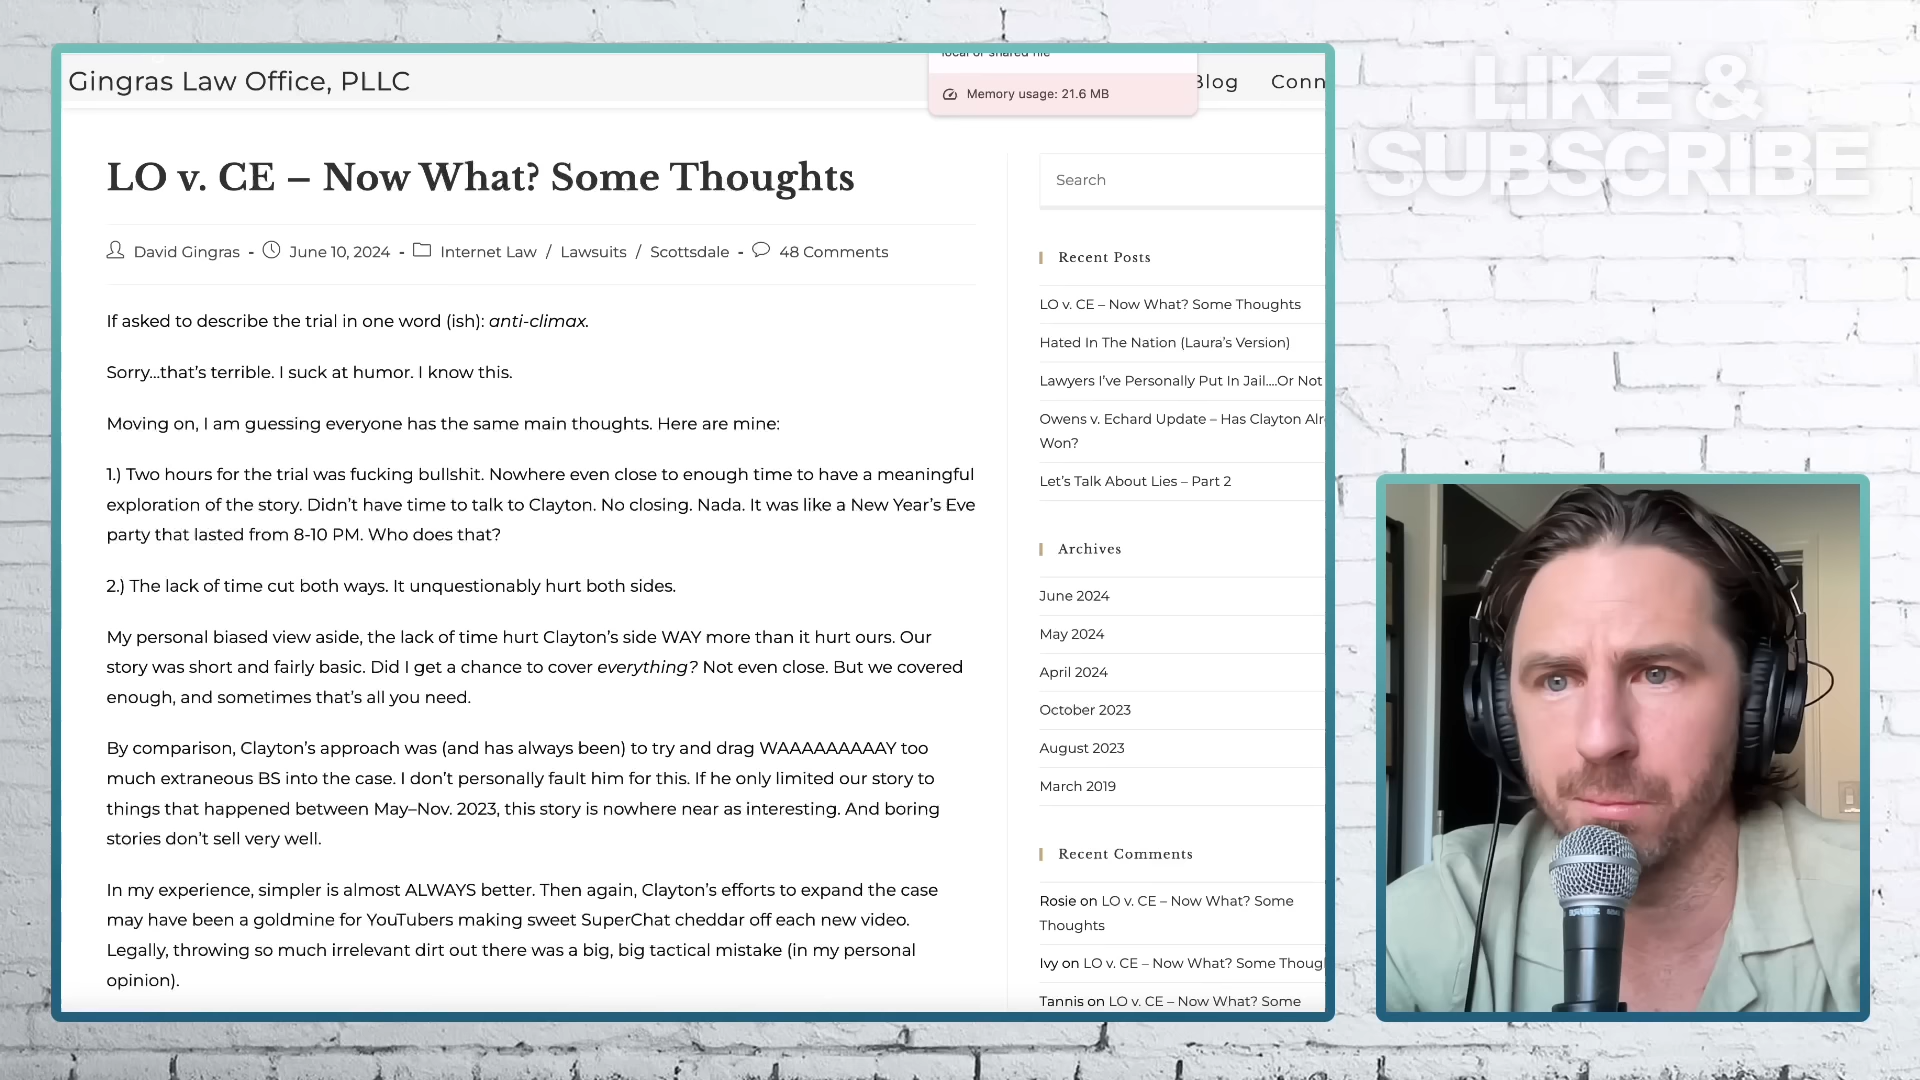 local or shared file
Memory usage: 21.6 MB
Gingras Law Office, PLLC
Blog
Conn
LIKE &
SUBSCRIBE
LO v. CE – Now What? Some Thoughts
David Gingras - June 10, 2024 - Internet Law / Lawsuits / Scottsdale - 48 Comments
If asked to describe the trial in one word (ish): anti-climax.
Sorry…that’s terrible. I suck at humor. I know this.
Moving on, I am guessing everyone has the same main thoughts. Here are mine:
1.) Two hours for the trial was fucking bullshit. Nowhere even close to enough time to have a meaningful
exploration of the story. Didn’t have time to talk to Clayton. No closing. Nada. It was like a New Year’s Eve
party that lasted from 8-10 PM. Who does that?
2.) The lack of time cut both ways. It unquestionably hurt both sides.
My personal biased view aside, the lack of time hurt Clayton’s side WAY more than it hurt ours. Our
story was short and fairly basic. Did I get a chance to cover everything? Not even close. But we covered
enough, and sometimes that’s all you need.
By comparison, Clayton’s approach was (and has always been) to try and drag WAAAAAAAAAY too
much extraneous BS into the case. I don’t personally fault him for this. If he only limited our story to
things that happened between May–Nov. 2023, this story is nowhere near as interesting. And boring
stories don’t sell very well.
In my experience, simpler is almost ALWAYS better. Then again, Clayton’s efforts to expand the case
may have been a goldmine for YouTubers making sweet SuperChat cheddar off each new video.
Legally, throwing so much irrelevant dirt out there was a big, big tactical mistake (in my personal
opinion).
Search
Recent Posts
LO v. CE – Now What? Some Thoughts
Hated In The Nation (Laura’s Version)
Lawyers I’ve Personally Put In Jail….Or Not
Owens v. Echard Update – Has Clayton Alr
Won?
Let’s Talk About Lies – Part 2
Archives
June 2024
May 2024
April 2024
October 2023
August 2023
March 2019
Recent Comments
Rosie on LO v. CE – Now What? Some
Thoughts
Ivy on LO v. CE – Now What? Some Though
Tannis on LO v. CE – Now What? Some